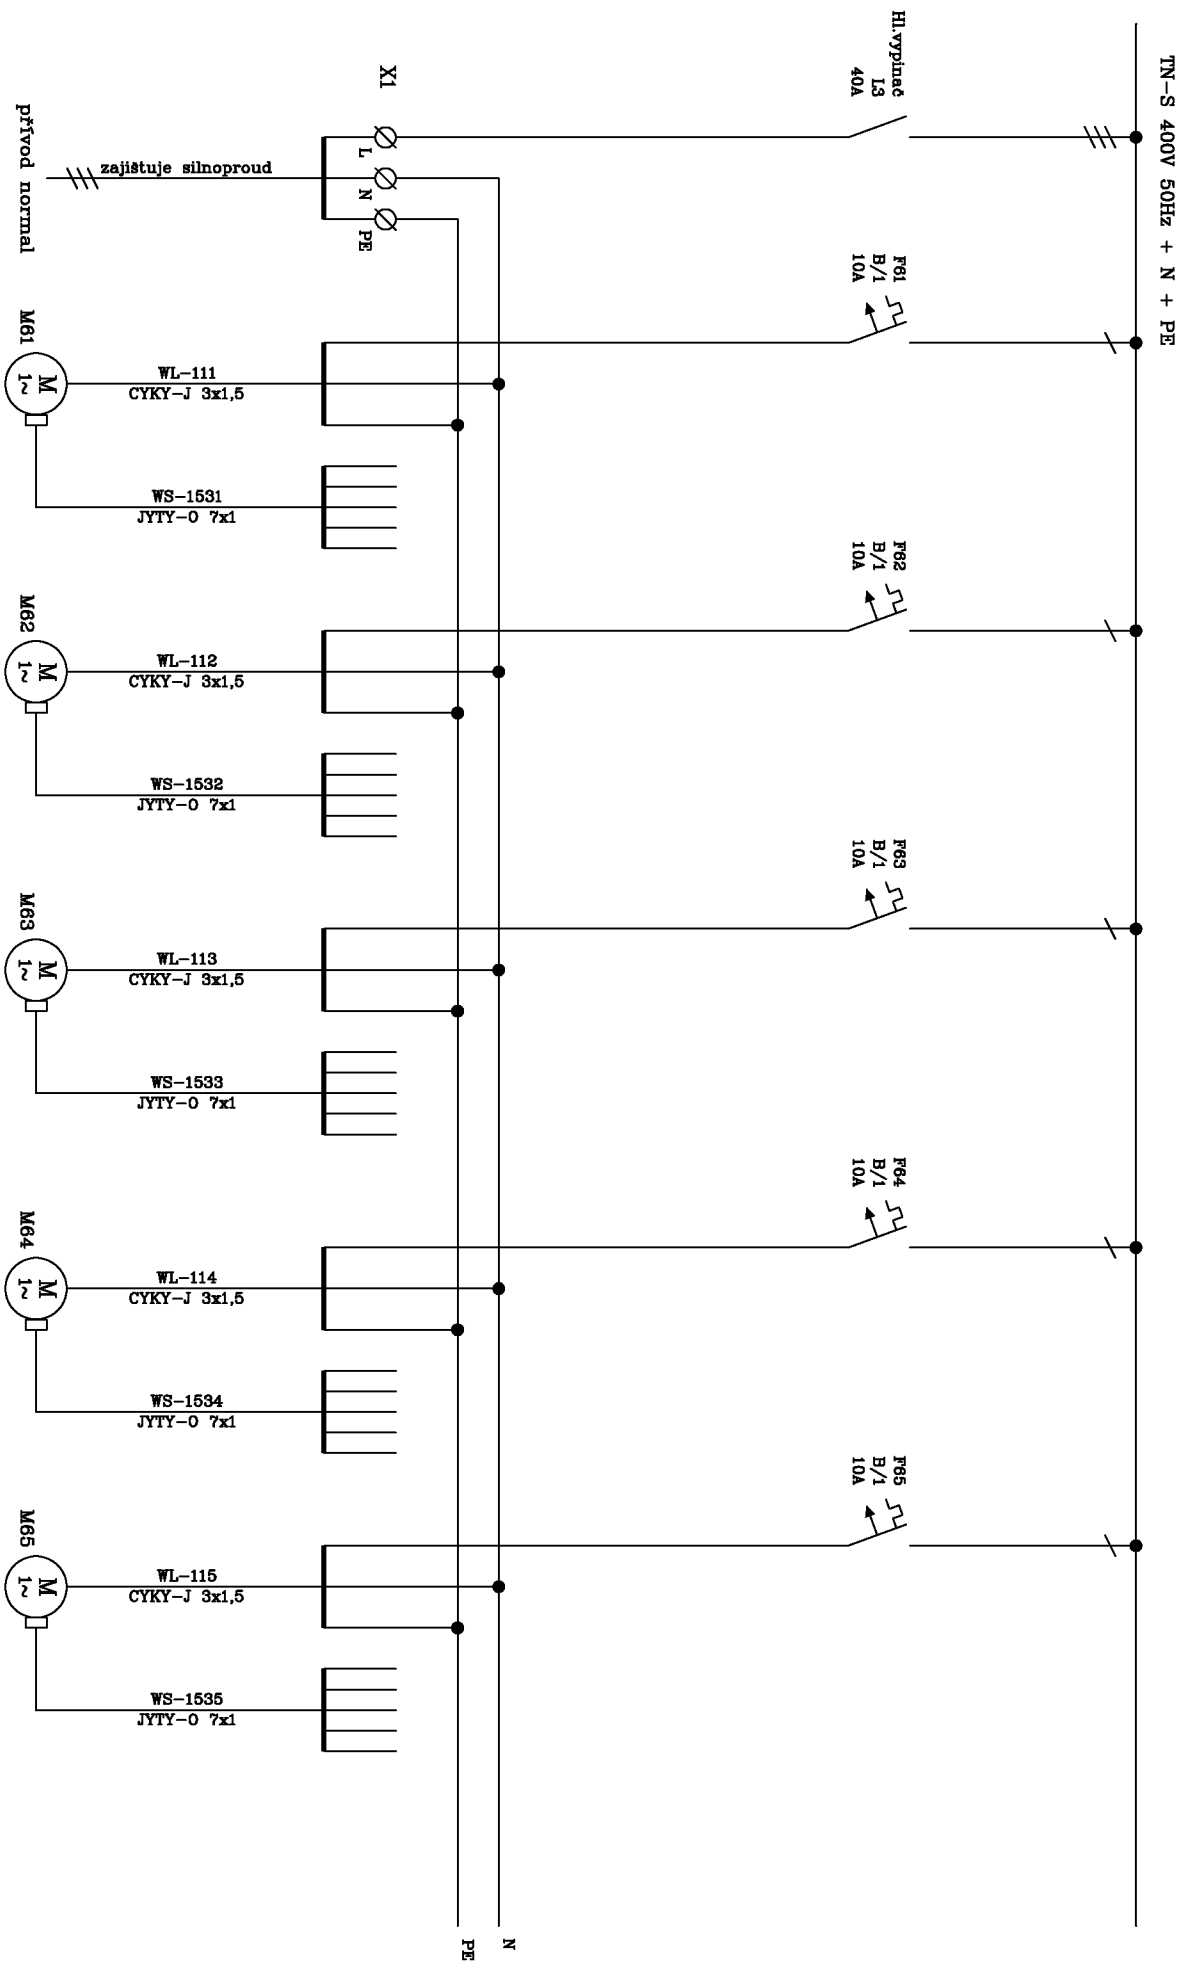 TN-S 400V 50Hz + N + PE
Hl.vypínač
L3
40A
X1
L
N
PE
zajištuje silnoproud
přívod normal
F61
B/1
10A
M61
M
1~
WL-111
CYKY-J 3x1,5
WS-1531
JYTY-O 7x1
F62
B/1
10A
M62
M
1~
WL-112
CYKY-J 3x1,5
WS-1532
JYTY-O 7x1
F63
B/1
10A
M63
M
1~
WL-113
CYKY-J 3x1,5
WS-1533
JYTY-O 7x1
F64
B/1
10A
M64
M
1~
WL-114
CYKY-J 3x1,5
WS-1534
JYTY-O 7x1
F65
B/1
10A
M65
M
1~
WL-115
CYKY-J 3x1,5
WS-1535
JYTY-O 7x1
N
PE